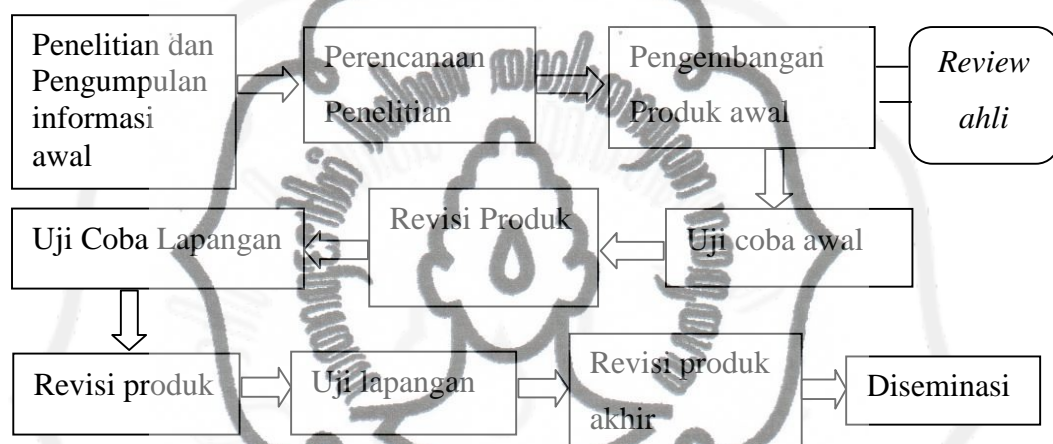 Penelitian dan
Pengumpulan
informasi
awal
Perencanaan
Penelitian
Pengembangan
Produk awal
Review
ahli
Uji coba awal
Revisi Produk
Uji Coba Lapangan
Revisi produk
Uji lapangan
Revisi produk
akhir
Diseminasi